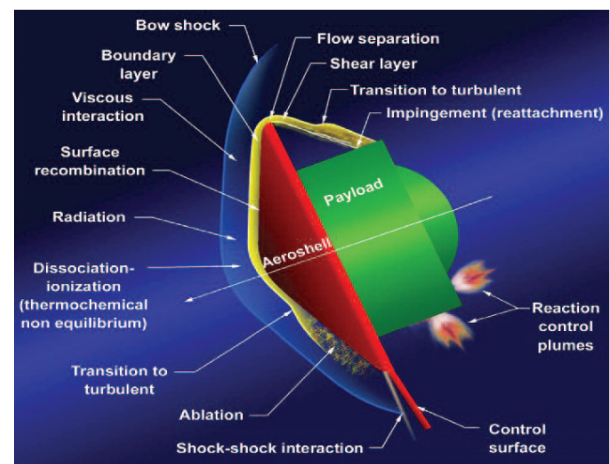 Bow shock
Boundary
layer
Viscous
interaction
Surface
recombination
Radiation
Dissociation-
ionization
(thermochemical
non equilibrium)
Transition to
turbulent
Ablation
Shock-shock interaction
Flow separation
Shear layer
Transition to turbulent
Impingement (reattachment)
Payload
Aeroshell
Reaction
control
plumes
Control
surface